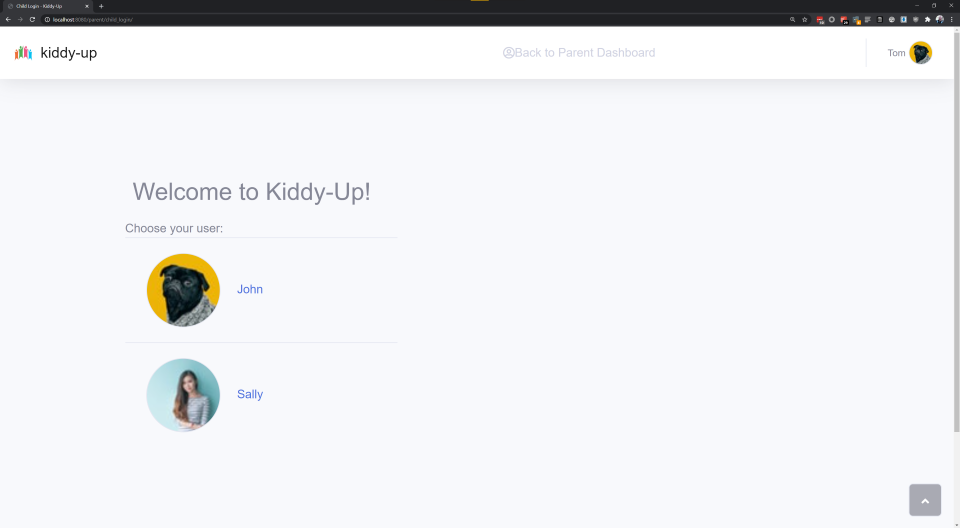 Child Login - Kiddy-Up
localhost:8080/parent/child_login/
kiddy-up
Back to Parent Dashboard
Tom
Welcome to Kiddy-Up!
Choose your user:
John
Sally